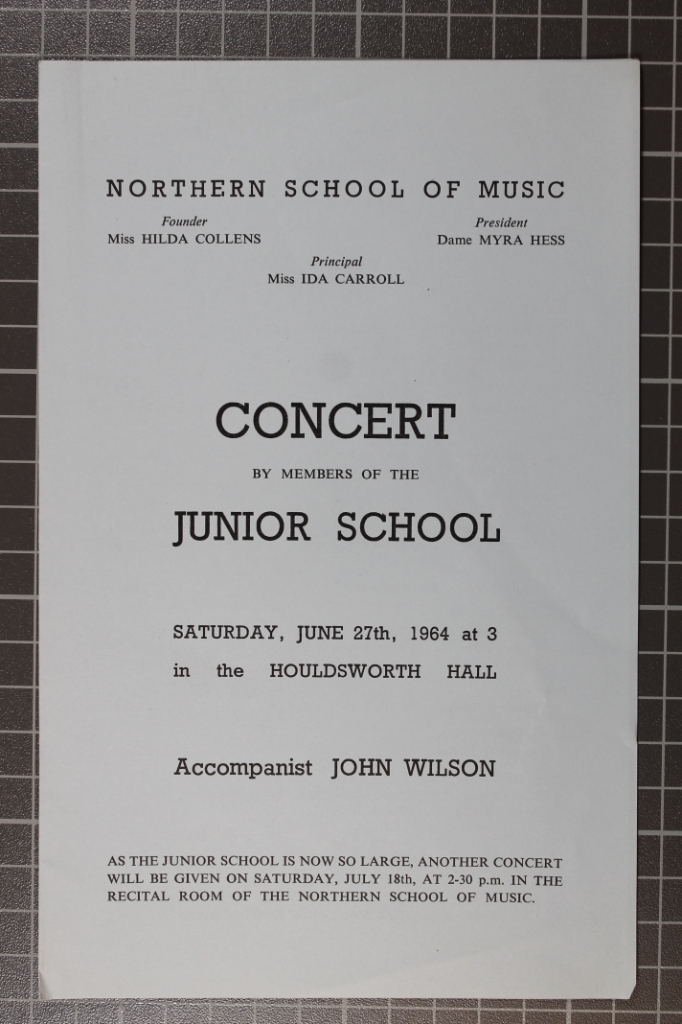 NORTHERN SCHOOL OF MUSIC
Founder
Miss HILDA COLLENS
President
Dame MYRA HESS
Principal
Miss IDA CARROLL
CONCERT
BY MEMBERS OF THE
JUNIOR SCHOOL
SATURDAY, JUNE 27th, 1964 at 3
in the HOULDSWORTH HALL
Accompanist JOHN WILSON
AS THE JUNIOR SCHOOL IS NOW SO LARGE, ANOTHER CONCERT
WILL BE GIVEN ON SATURDAY, JULY 18th, AT 2-30 p.m. IN THE
RECITAL ROOM OF THE NORTHERN SCHOOL OF MUSIC.